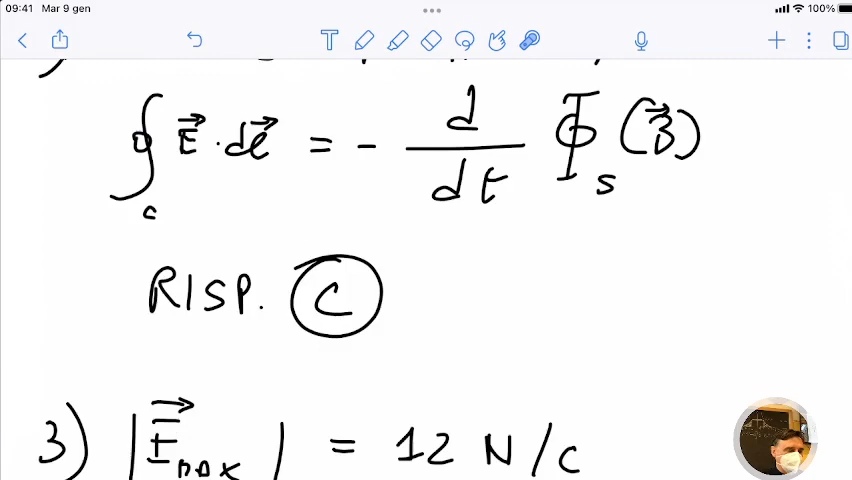 09:41 Mar 9 gen 100%
∮c E⃗ · dl⃗ = - d/dt Φs (B⃗)
RISP. C
3) |E⃗MAX| = 12 N/C